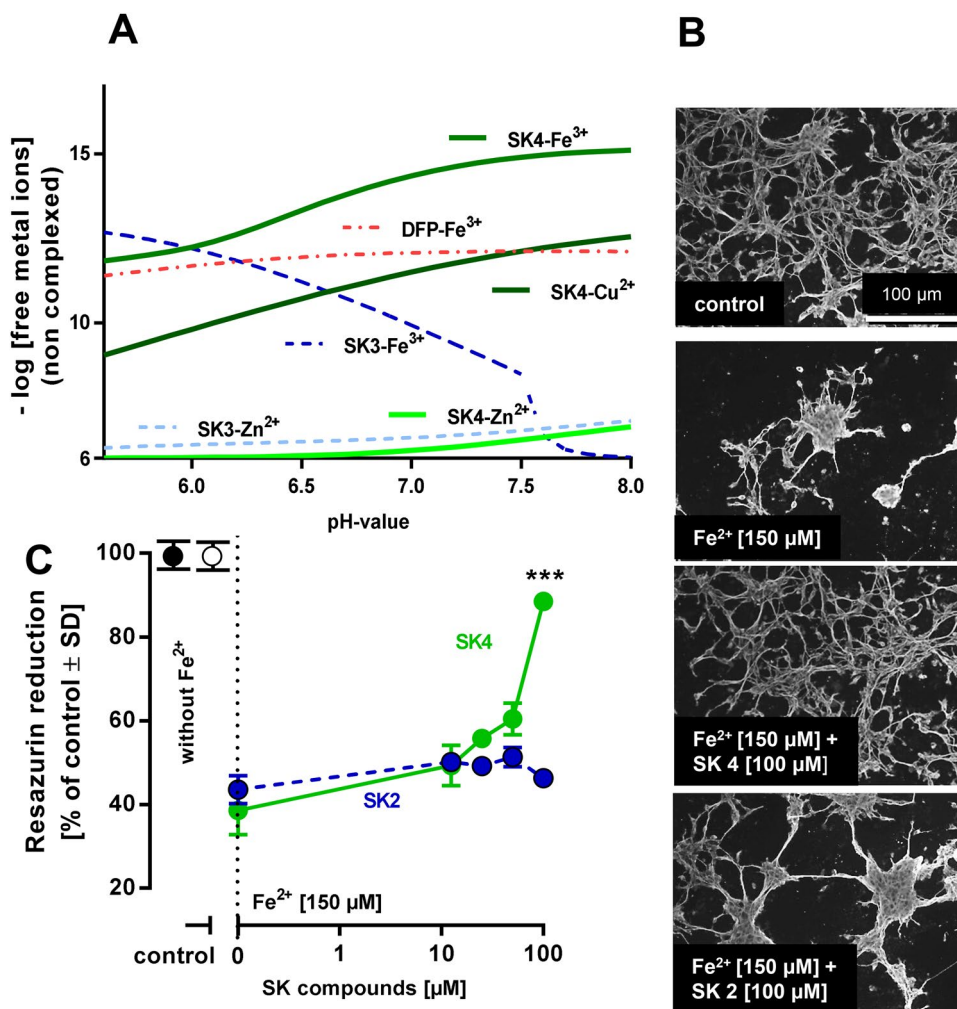 A
- log [free metal ions]
(non complexed)
15
10
6
SK4-Fe³⁺
DFP-Fe³⁺
SK4-Cu²⁺
SK3-Fe³⁺
SK4-Zn²⁺
SK3-Zn²⁺
6.0 6.5 7.0 7.5 8.0
pH-value
B
control
100 µm
Fe²⁺ [150 µM]
Fe²⁺ [150 µM] +
SK 4 [100 µM]
Fe²⁺ [150 µM] +
SK 2 [100 µM]
C
Resazurin reduction
[% of control ± SD]
100
80
60
40
20
without Fe²⁺
***
SK4
SK2
Fe²⁺ [150 µM]
control 0 1 10 100
SK compounds [µM]